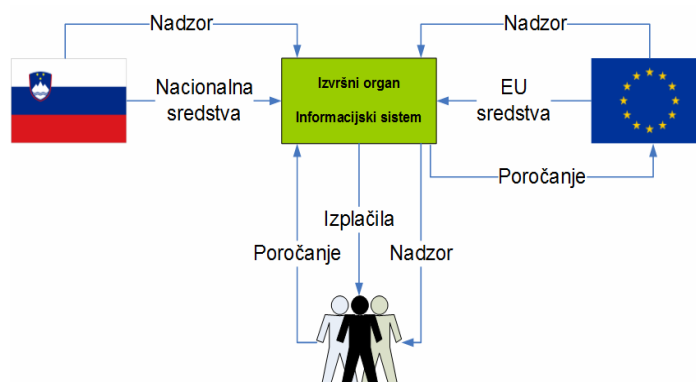 Nadzor
Nadzor
Izvršni organ
Informacijski sistem
Nacionalna
sredstva
EU
sredstva
Poročanje
Izplačila
Poročanje
Nadzor